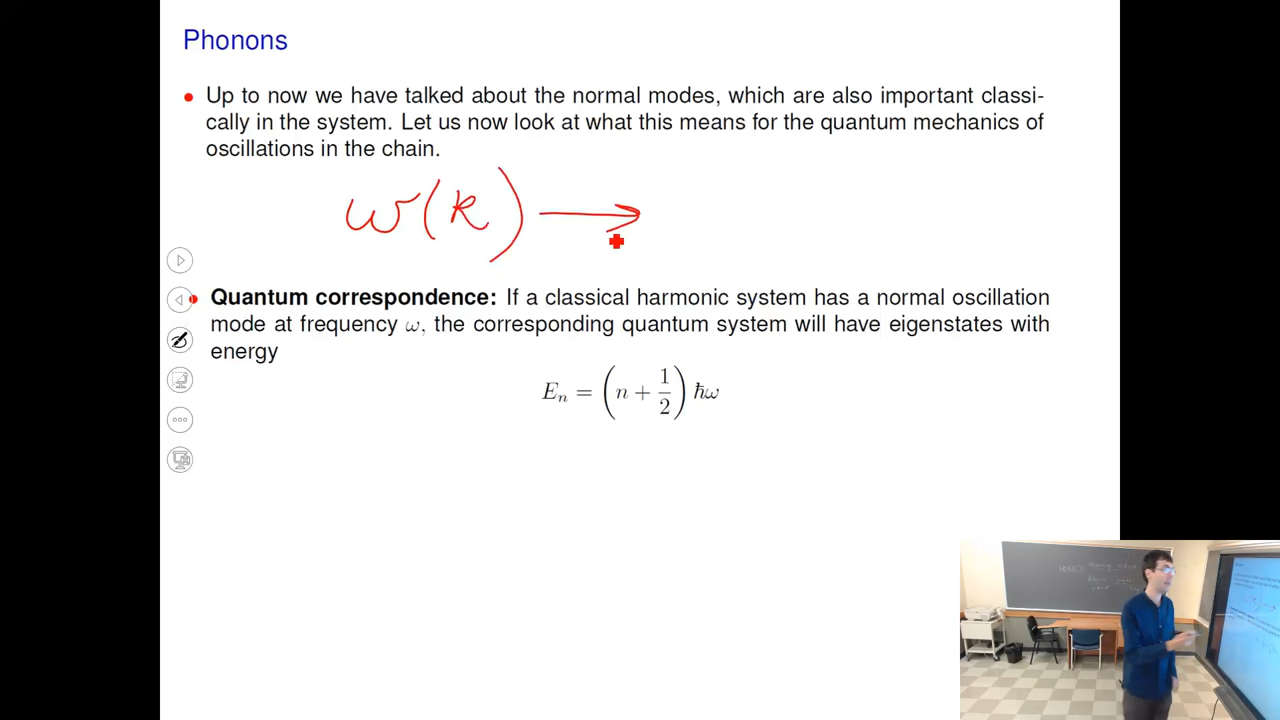 Phonons
• Up to now we have talked about the normal modes, which are also important classi-
cally in the system. Let us now look at what this means for the quantum mechanics of
oscillations in the chain.
ω(k) →
• Quantum correspondence: If a classical harmonic system has a normal oscillation
mode at frequency ω, the corresponding quantum system will have eigenstates with
energy
Eₙ = (n + 1/2) ħω